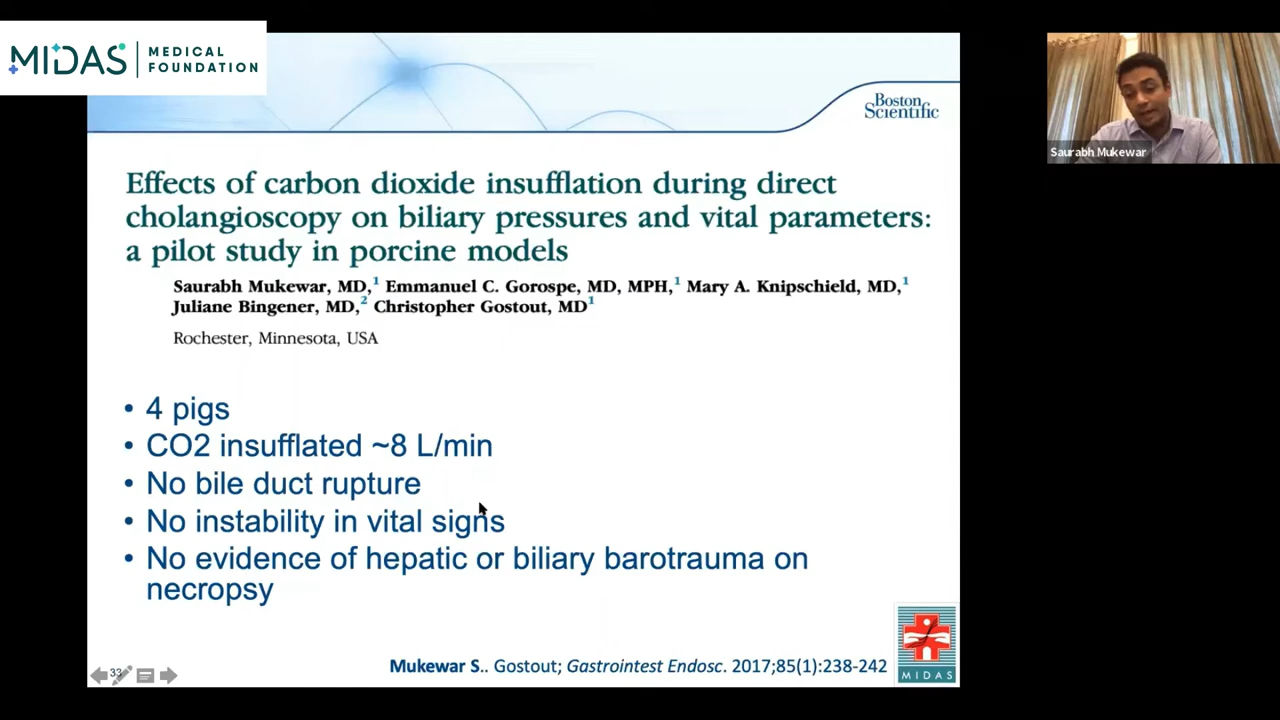 MIDAS MEDICAL FOUNDATION
Boston Scientific
Saurabh Mukewar
Effects of carbon dioxide insufflation during direct
cholangioscopy on biliary pressures and vital parameters:
a pilot study in porcine models
Saurabh Mukewar, MD,¹ Emmanuel C. Gorospe, MD, MPH,¹ Mary A. Knipschield, MD,¹
Juliane Bingener, MD,² Christopher Gostout, MD¹
Rochester, Minnesota, USA
• 4 pigs
• CO2 insufflated ~8 L/min
• No bile duct rupture
• No instability in vital signs
• No evidence of hepatic or biliary barotrauma on
necropsy
Mukewar S.. Gostout; Gastrointest Endosc. 2017;85(1):238-242
MIDAS
33